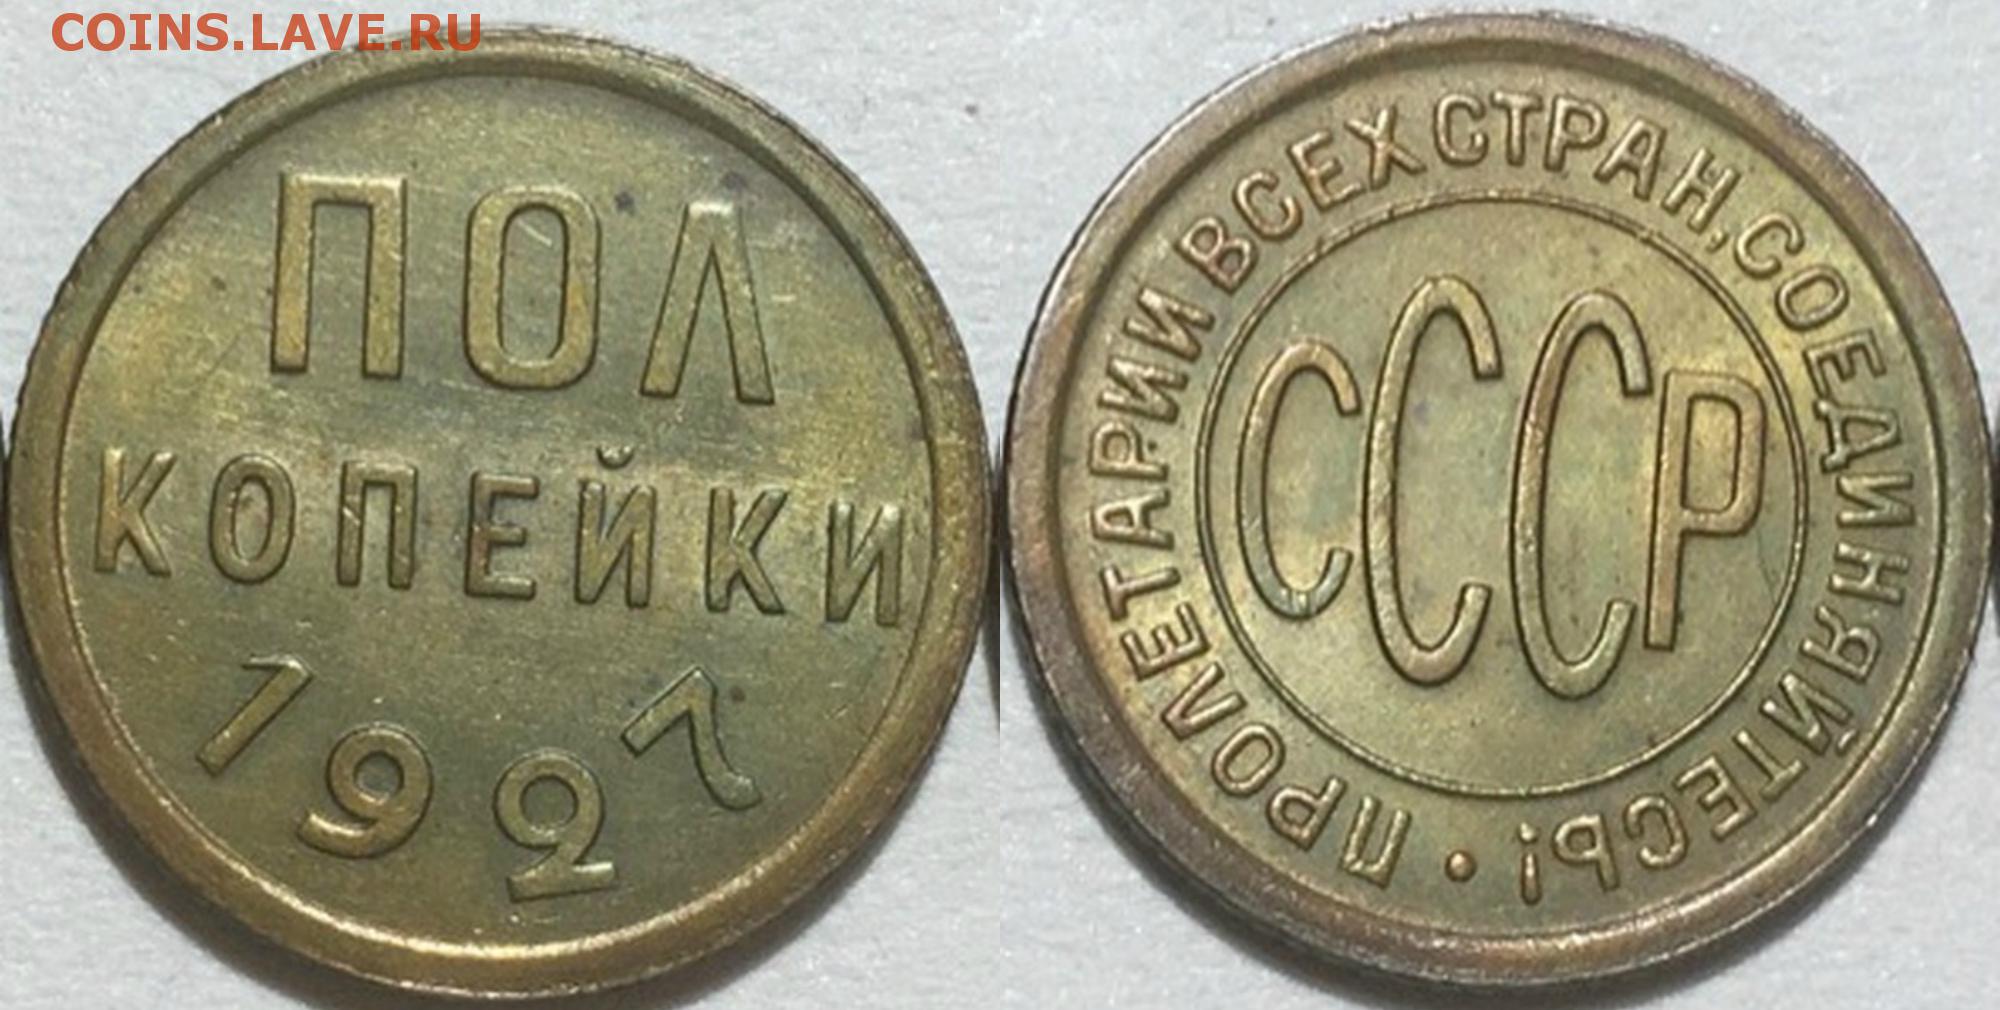 COINS.LAVE.RU
ПОЛ
КОПЕЙКИ
1927
ПРОЛЕТАРИИ ВСЕХ СТРАН, СОЕДИНЯЙТЕСЬ!
СССР